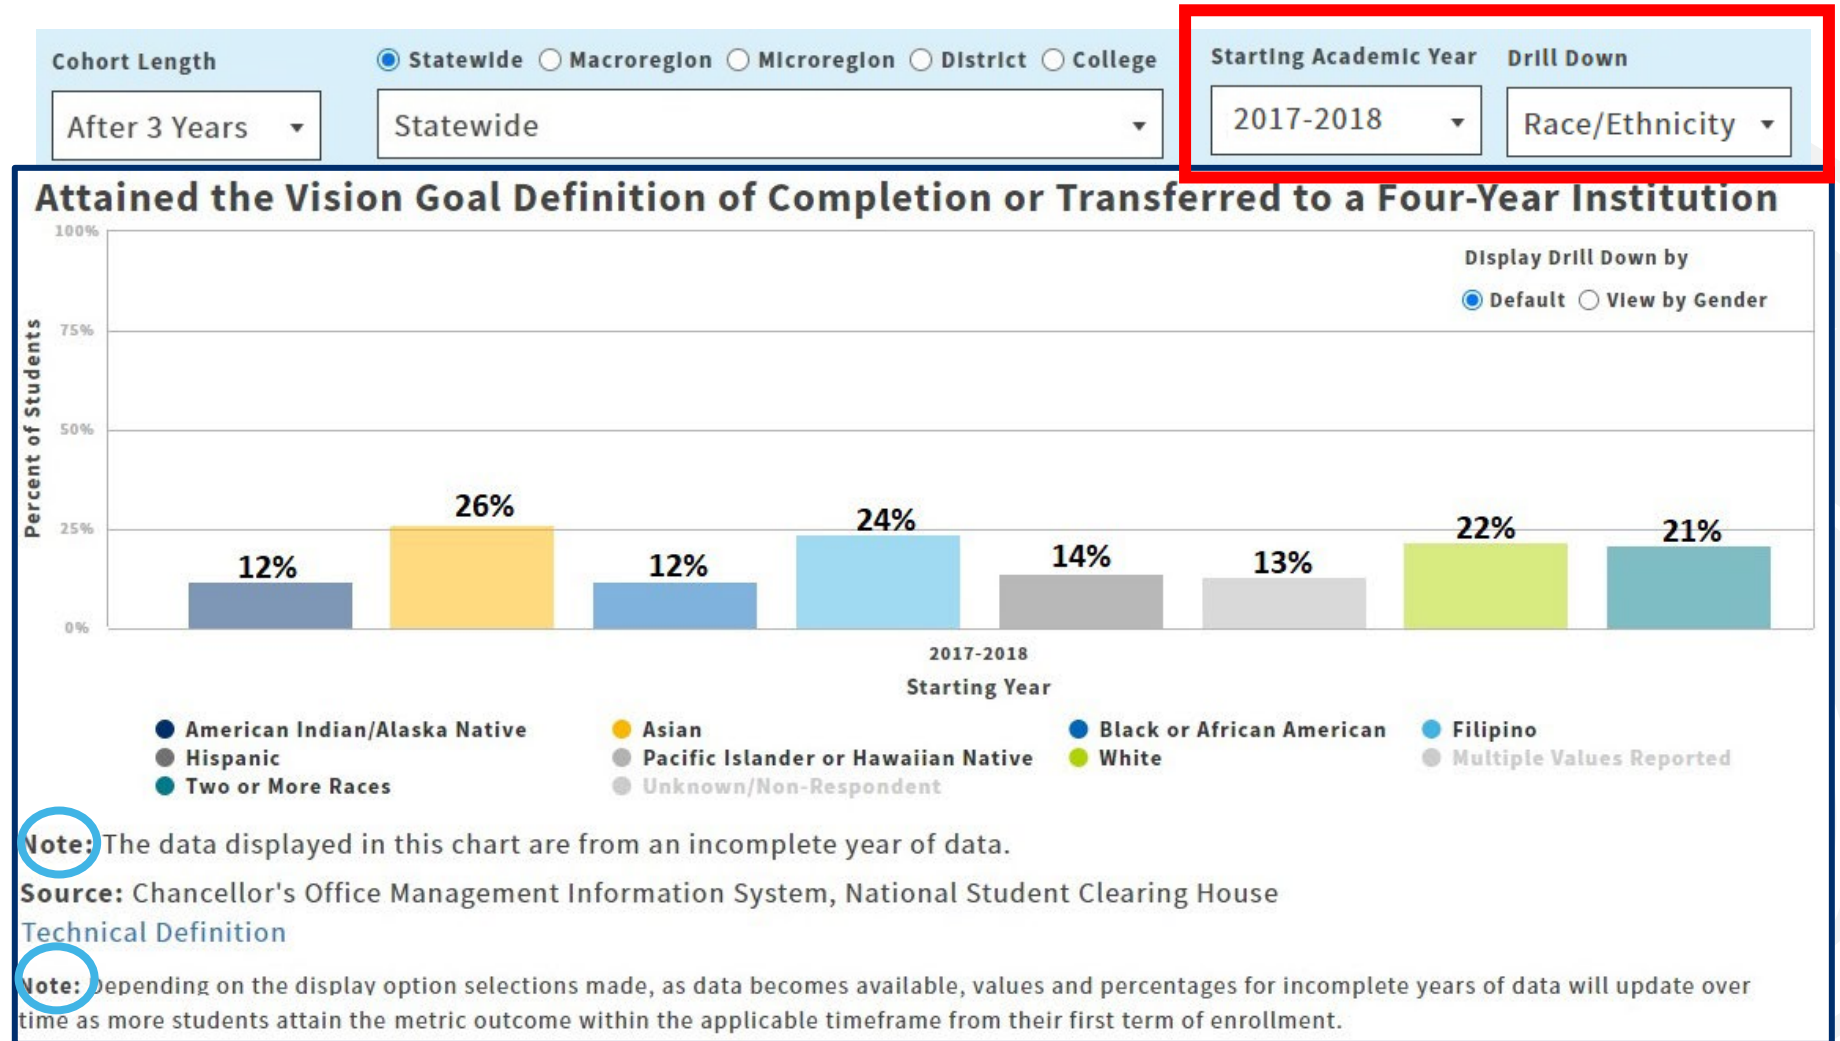 Cohort Length
Statewide Macroregion Microregion District College
Starting Academic Year
Drill Down
After 3 Years
Statewide
2017-2018
Race/Ethnicity
Attained the Vision Goal Definition of Completion or Transferred to a Four-Year Institution
100%
Display Drill Down by
Default View by Gender
75%
50%
25%
0%
Percent of Students
12%
26%
12%
24%
14%
13%
22%
21%
2017-2018
Starting Year
American Indian/Alaska Native Asian Black or African American Filipino
Hispanic Pacific Islander or Hawaiian Native White Multiple Values Reported
Two or More Races Unknown/Non-Respondent
Note: The data displayed in this chart are from an incomplete year of data.
Source: Chancellor's Office Management Information System, National Student Clearing House
Technical Definition
Note: Depending on the display option selections made, as data becomes available, values and percentages for incomplete years of data will update over
time as more students attain the metric outcome within the applicable timeframe from their first term of enrollment.